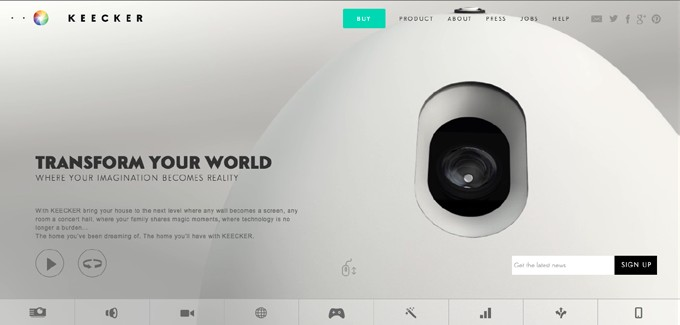 KEECKER
BUY
PRODUCT
ABOUT
PRESS
JOBS
HELP
TRANSFORM YOUR WORLD
WHERE YOUR IMAGINATION BECOMES REALITY
With KEECKER bring your house to the next level where any wall becomes a screen, any
room a concert hall, where your family shares magic moments, where technology is no
longer a burden...
The home you've been dreaming of. The home you'll have with KEECKER.
Get the latest news
SIGN UP